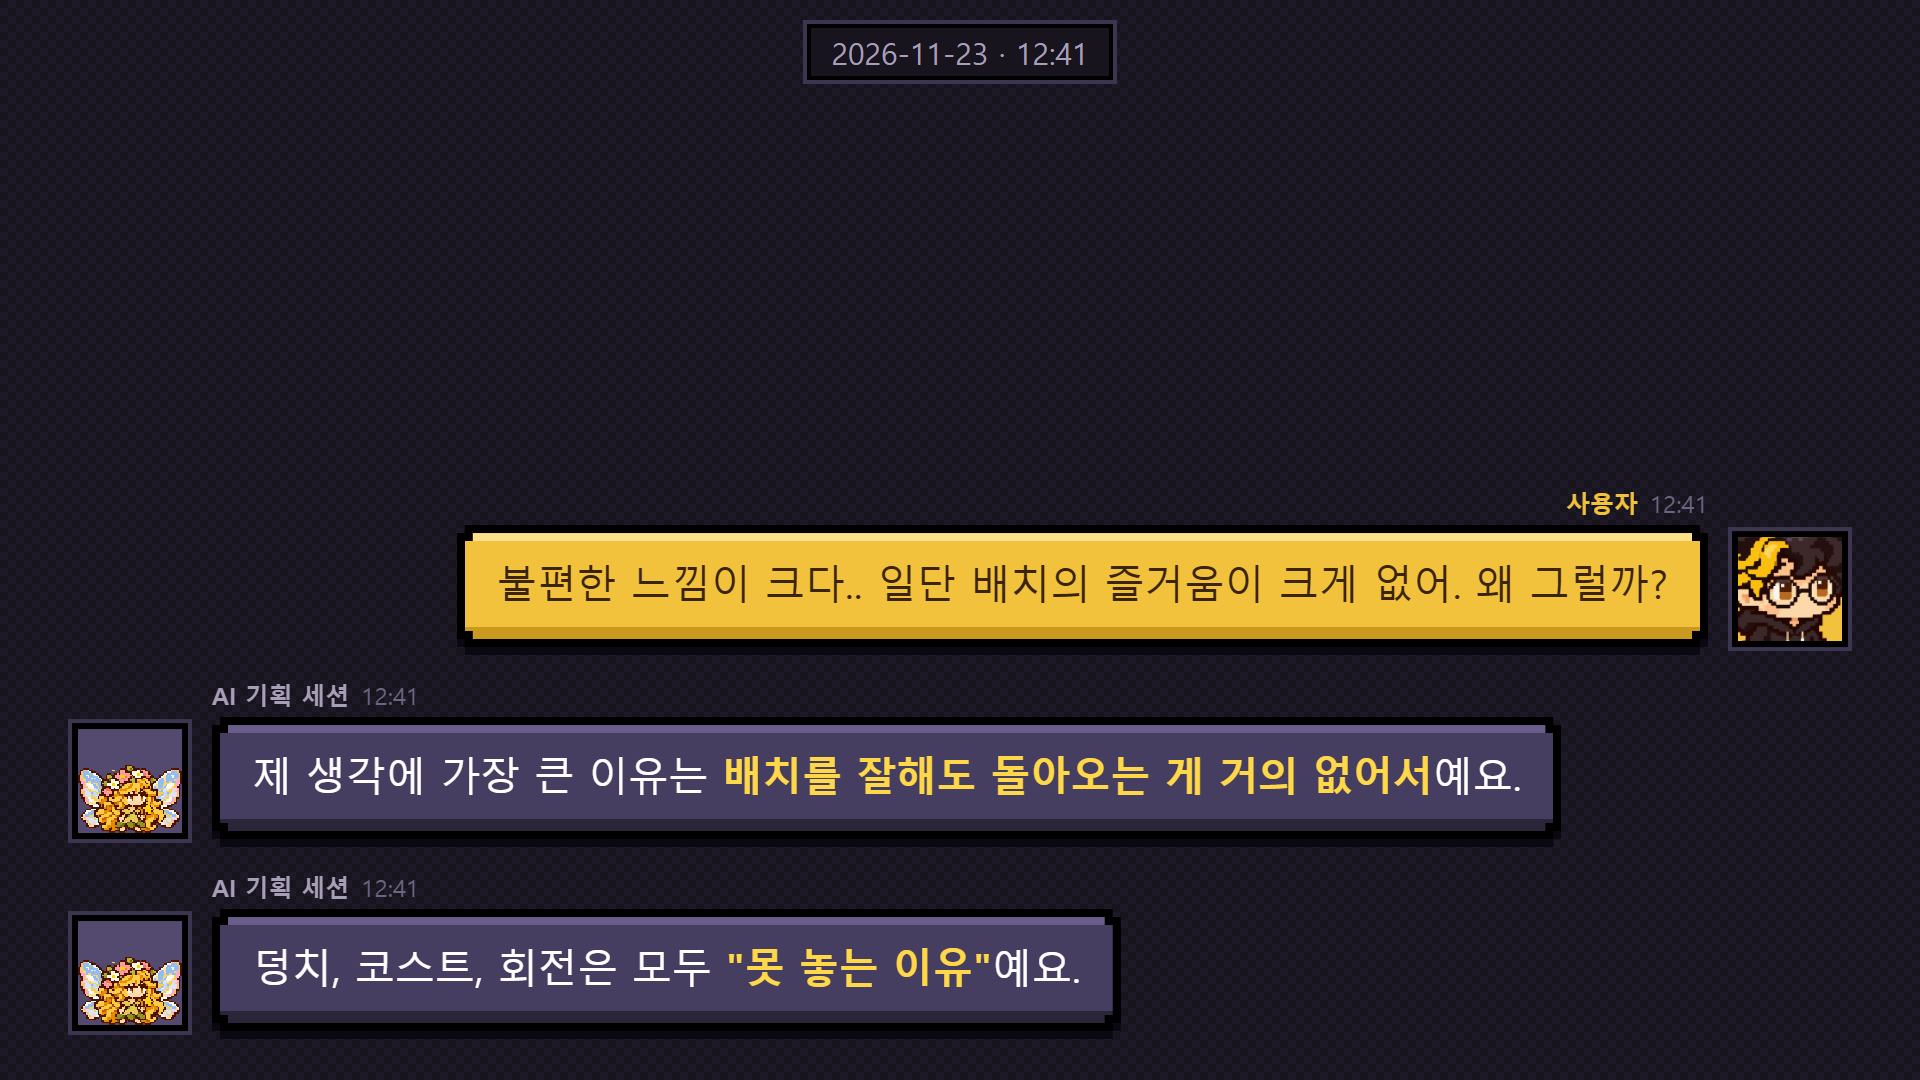 2026-11-23 · 12:41
사용자 12:41
불편한 느낌이 크다.. 일단 배치의 즐거움이 크게 없어. 왜 그럴까?
AI 기획 세션 12:41
제 생각에 가장 큰 이유는 배치를 잘해도 돌아오는 게 거의 없어서예요.
AI 기획 세션 12:41
덩치, 코스트, 회전은 모두 "못 놓는 이유"예요.